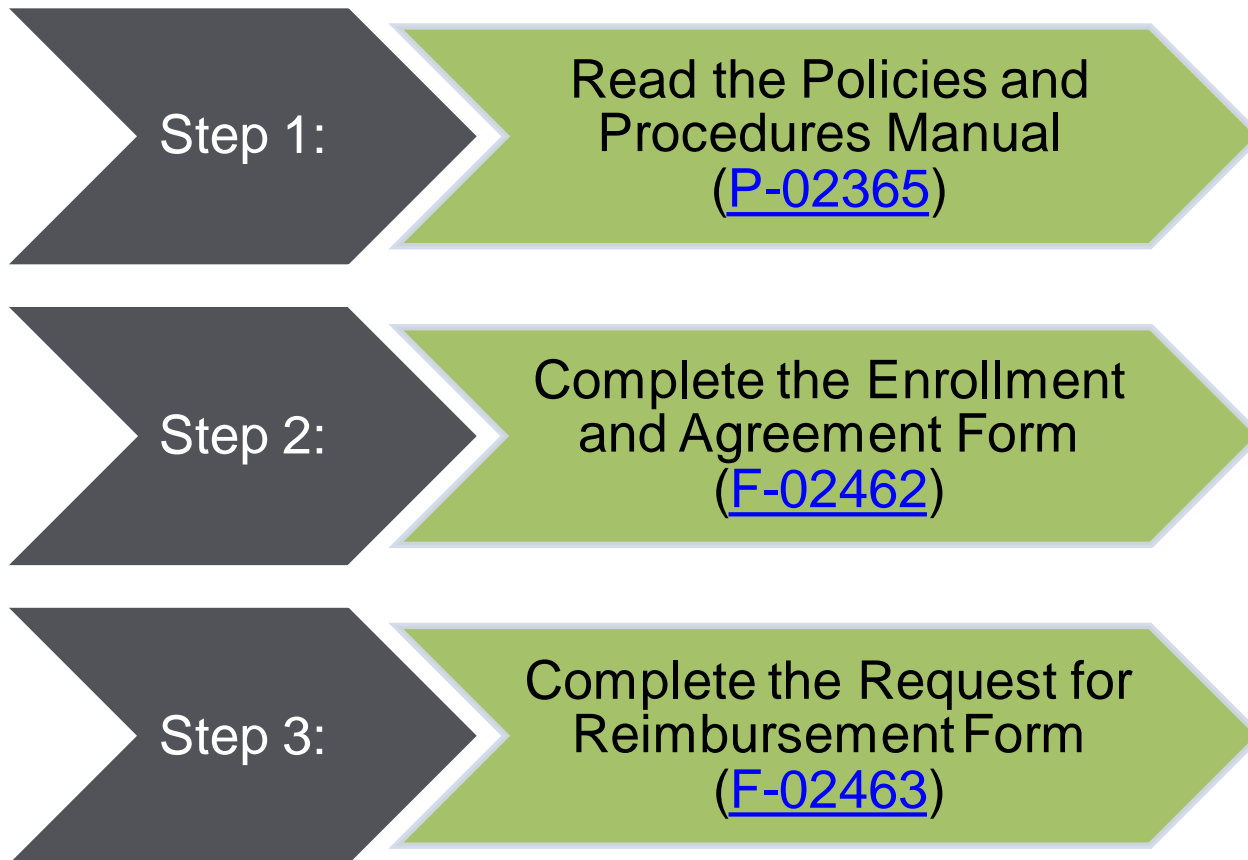 Step 1:
Read the Policies and
Procedures Manual
(P-02365)
Step 2:
Complete the Enrollment
and Agreement Form
(F-02462)
Step 3:
Complete the Request for
Reimbursement Form
(F-02463)